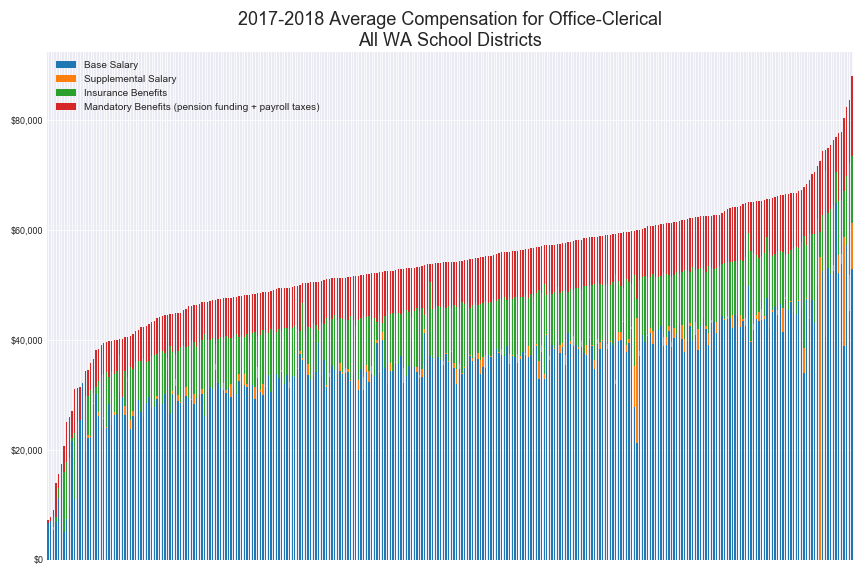 2017-2018 Average Compensation for Office-Clerical
All WA School Districts
Base Salary
Supplemental Salary
Insurance Benefits
Mandatory Benefits (pension funding + payroll taxes)
$80,000
$60,000
$40,000
$20,000
$0